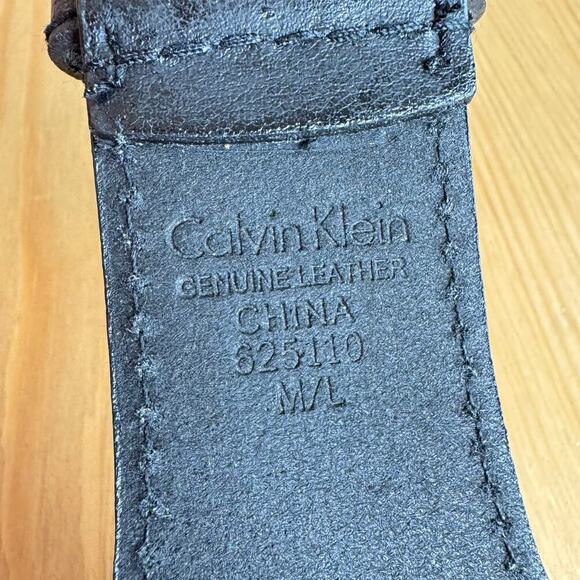 Calvin Klein
GENUINE LEATHER
CHINA
625110
M/L